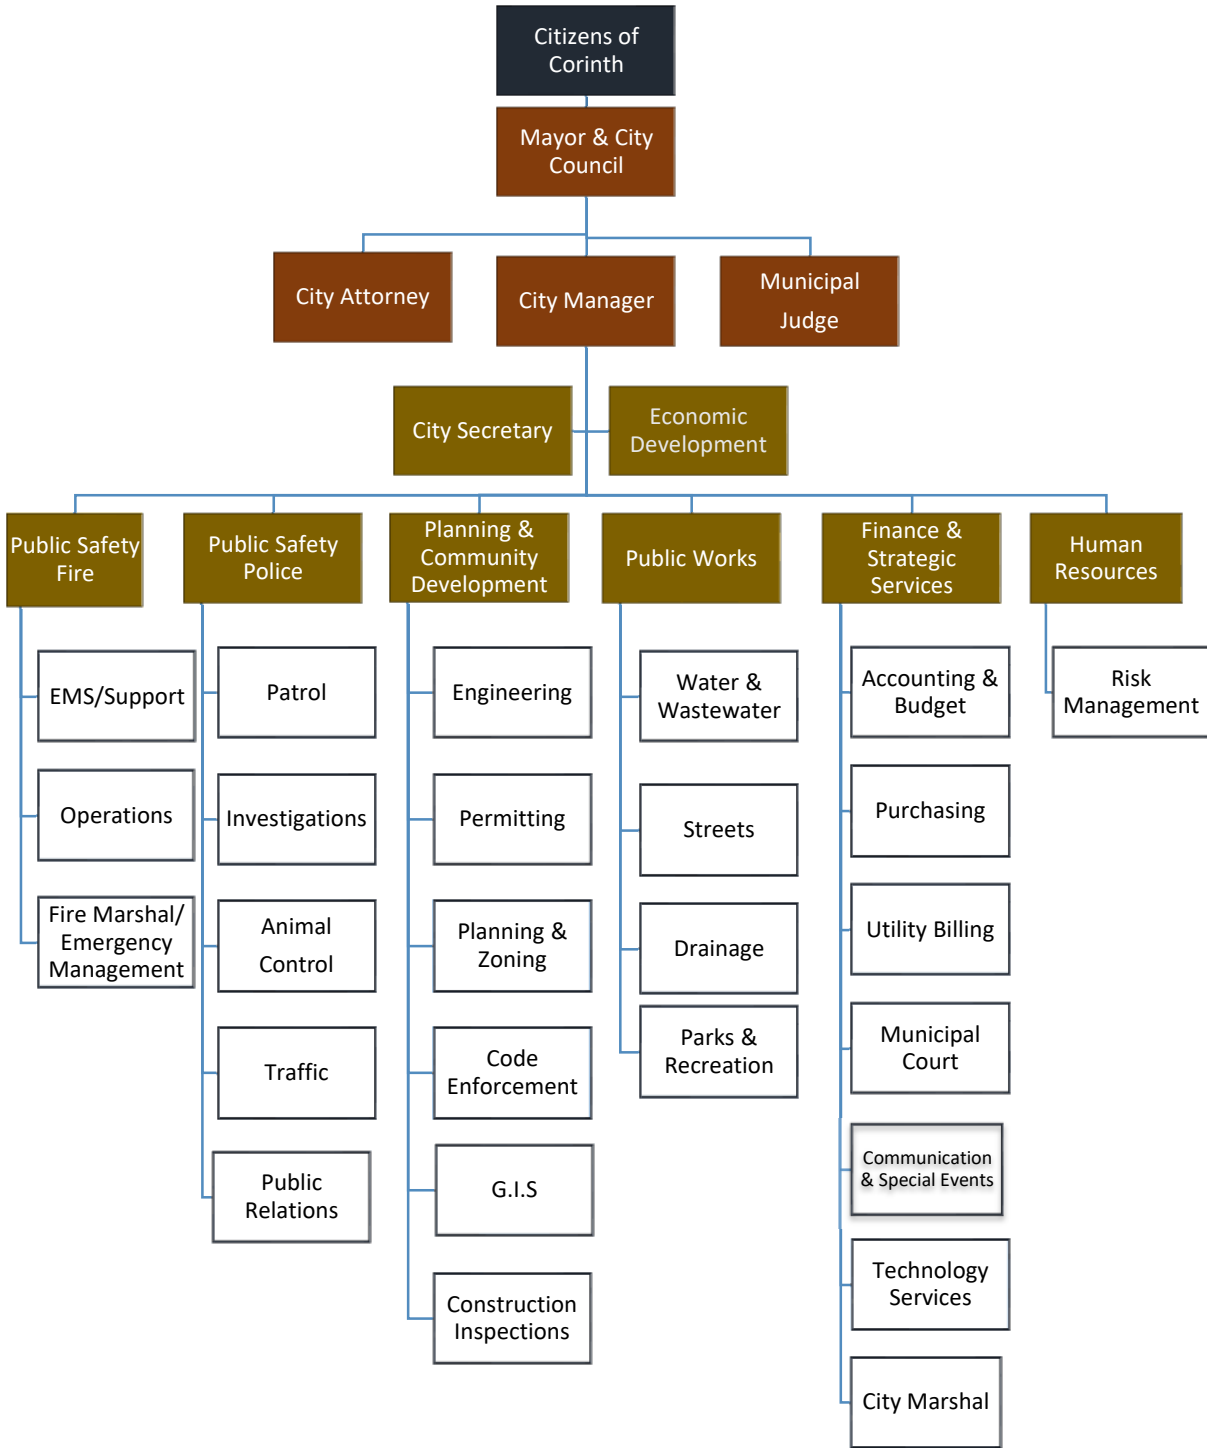 Citizens of
Corinth
Mayor & City
Council
City Attorney
City Manager
Municipal
Judge
City Secretary
Economic
Development
Public Safety
Fire
Public Safety
Police
Planning &
Community
Development
Public Works
Finance &
Strategic
Services
Human
Resources
EMS/Support
Operations
Fire Marshal/
Emergency
Management
Patrol
Investigations
Animal
Control
Traffic
Public
Relations
Engineering
Permitting
Planning &
Zoning
Code
Enforcement
G.I.S
Construction
Inspections
Water &
Wastewater
Streets
Drainage
Parks &
Recreation
Accounting &
Budget
Purchasing
Utility Billing
Municipal
Court
Communication
& Special Events
Technology
Services
City Marshal
Risk
Management